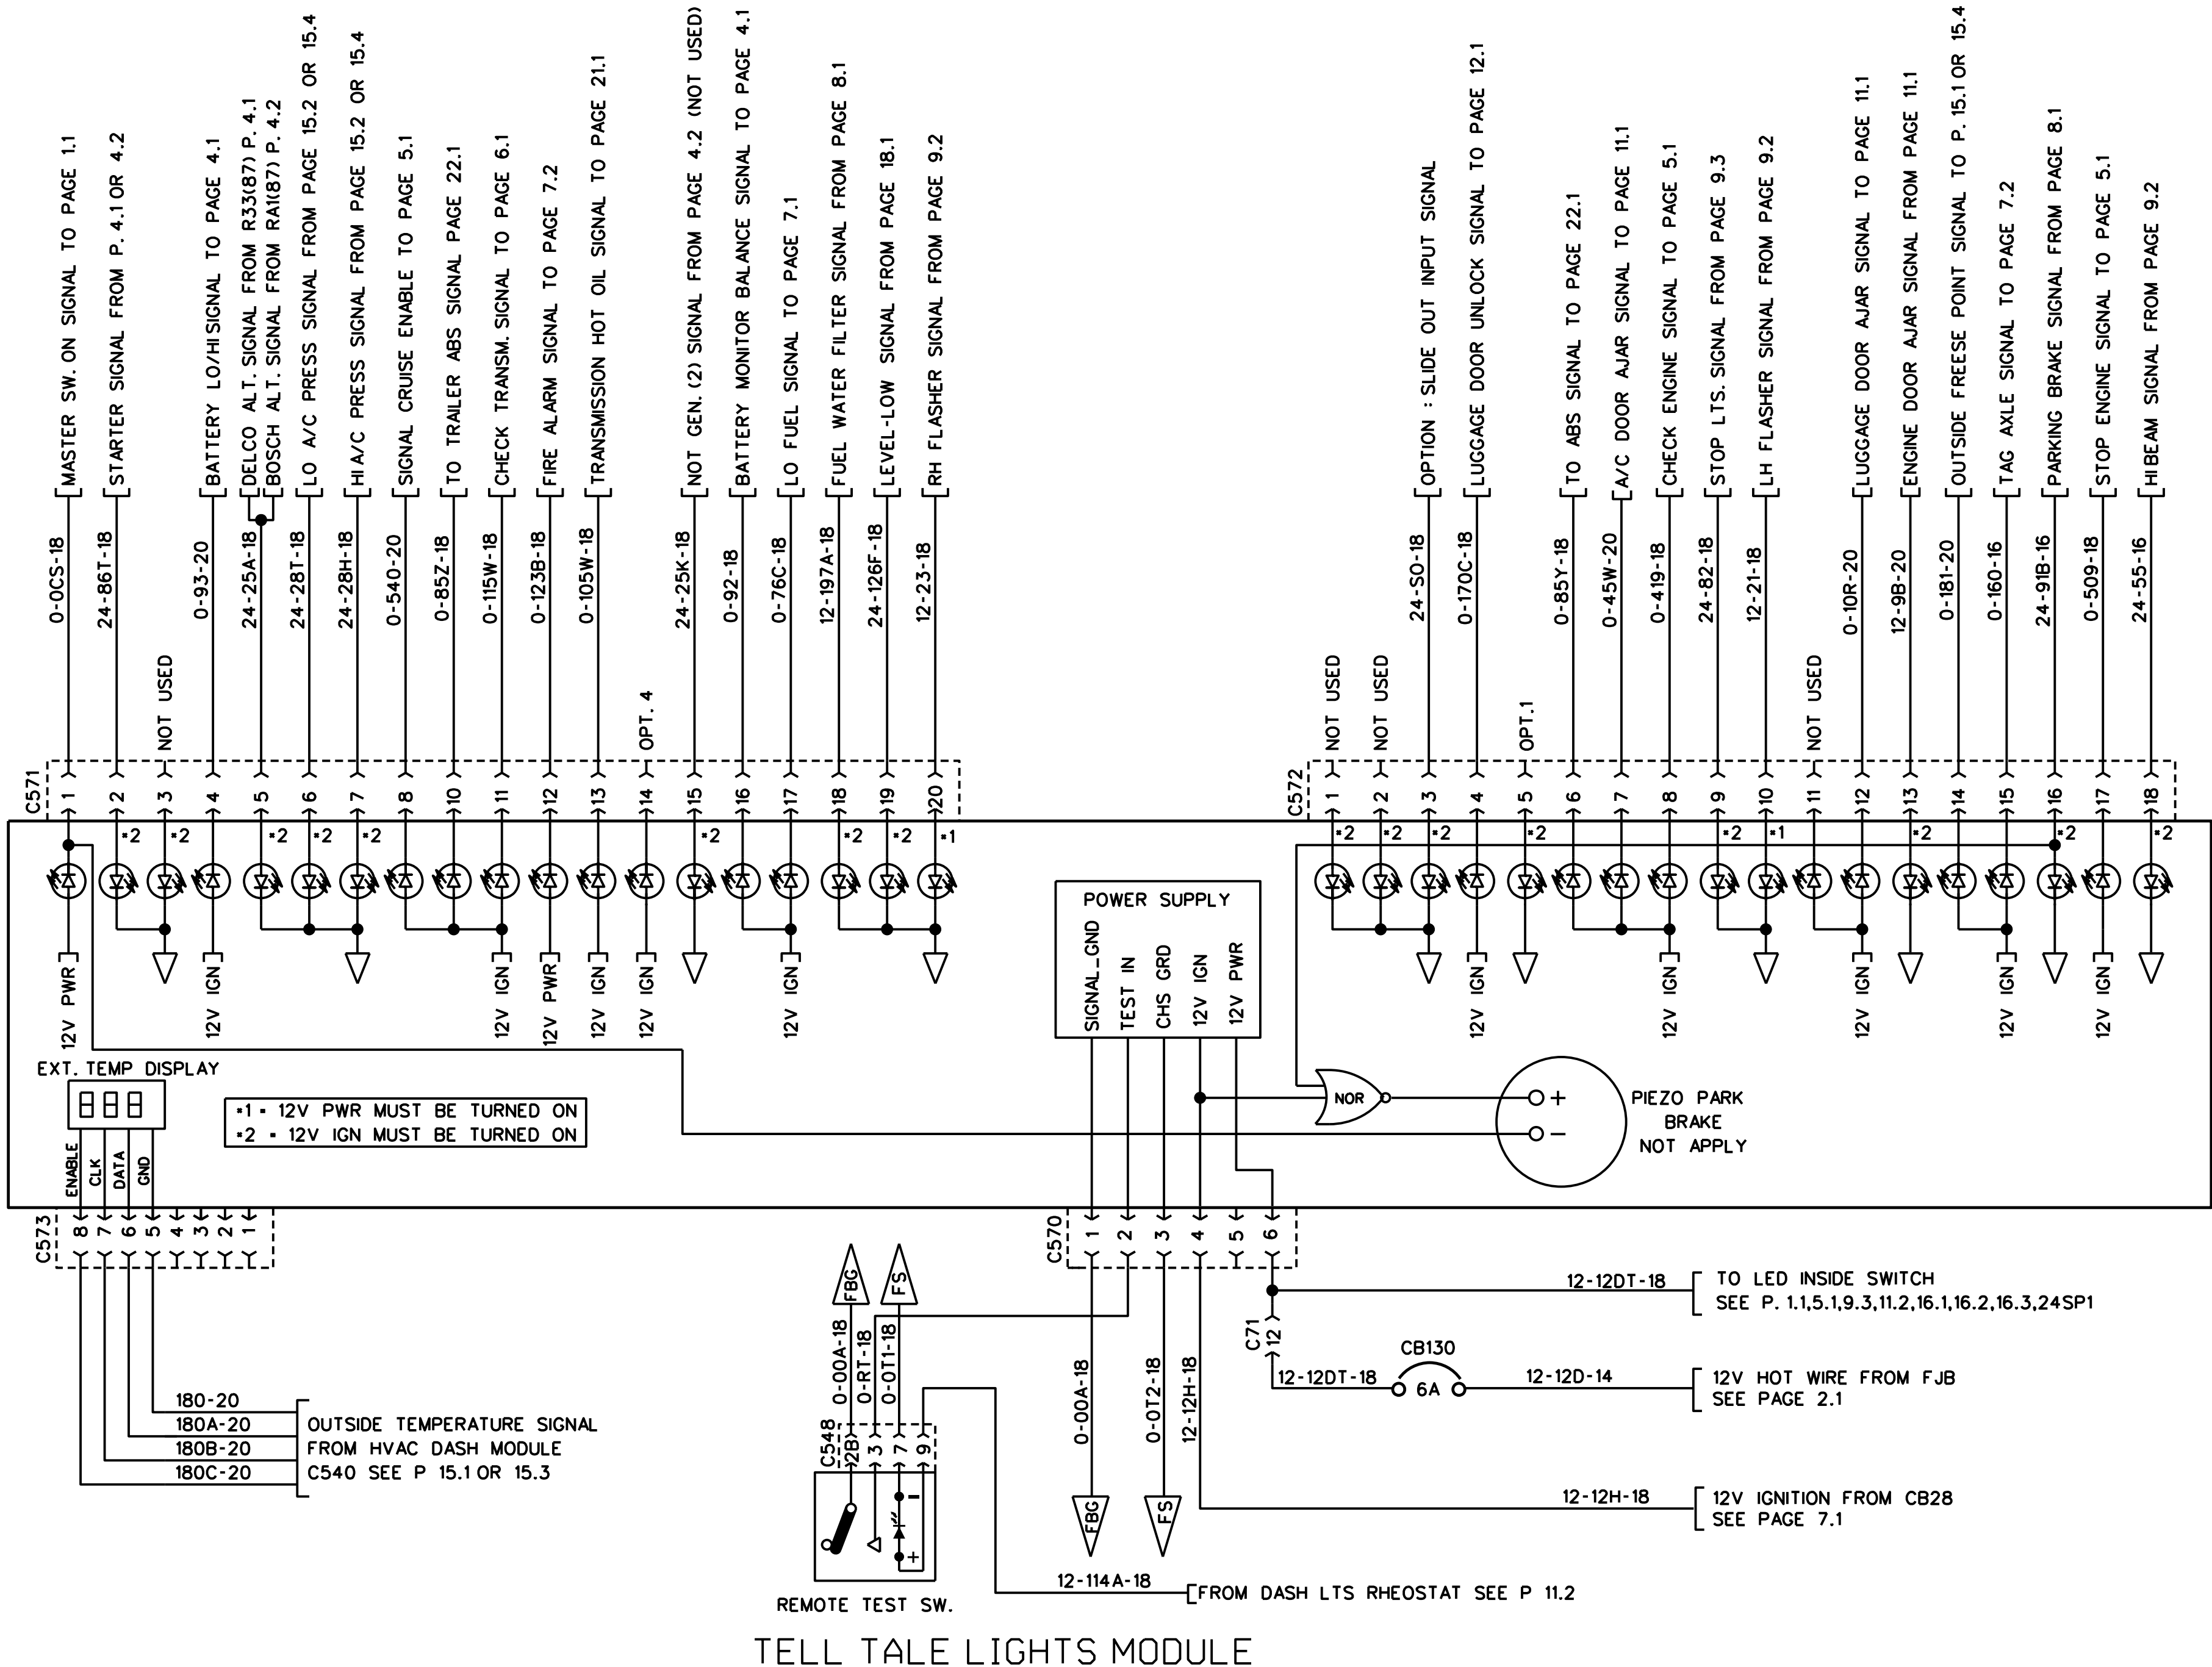 MASTER SW. ON SIGNAL TO PAGE 1.1
STARTER SIGNAL FROM P. 4.1 OR 4.2
BATTERY LO/HI SIGNAL TO PAGE 4.1
DELCO ALT. SIGNAL FROM R33(87) P. 4.1
BOSCH ALT. SIGNAL FROM RA1(87) P. 4.2
LO A/C PRESS SIGNAL FROM PAGE 15.2 OR 15.4
HI A/C PRESS SIGNAL FROM PAGE 15.2 OR 15.4
SIGNAL CRUISE ENABLE TO PAGE 5.1
TO TRAILER ABS SIGNAL PAGE 22.1
CHECK TRANSM. SIGNAL TO PAGE 6.1
FIRE ALARM SIGNAL TO PAGE 7.2
TRANSMISSION HOT OIL SIGNAL TO PAGE 21.1
NOT GEN. (2) SIGNAL FROM PAGE 4.2 (NOT USED)
BATTERY MONITOR BALANCE SIGNAL TO PAGE 4.1
LO FUEL SIGNAL TO PAGE 7.1
FUEL WATER FILTER SIGNAL FROM PAGE 8.1
LEVEL-LOW SIGNAL FROM PAGE 18.1
RH FLASHER SIGNAL FROM PAGE 9.2
OPTION : SLIDE OUT INPUT SIGNAL
LUGGAGE DOOR UNLOCK SIGNAL TO PAGE 12.1
TO ABS SIGNAL TO PAGE 22.1
A/C DOOR AJAR SIGNAL TO PAGE 11.1
CHECK ENGINE SIGNAL TO PAGE 5.1
STOP LTS. SIGNAL FROM PAGE 9.3
LH FLASHER SIGNAL FROM PAGE 9.2
LUGGAGE DOOR AJAR SIGNAL TO PAGE 11.1
ENGINE DOOR AJAR SIGNAL FROM PAGE 11.1
OUTSIDE FREESE POINT SIGNAL TO P. 15.1 OR 15.4
TAG AXLE SIGNAL TO PAGE 7.2
PARKING BRAKE SIGNAL FROM PAGE 8.1
STOP ENGINE SIGNAL TO PAGE 5.1
HI BEAM SIGNAL FROM PAGE 9.2
0-0CS-18
24-86T-18
NOT USED
0-93-20
24-25A-18
24-28T-18
24-28H-18
0-540-20
0-85Z-18
0-115W-18
0-123B-18
0-105W-18
OPT. 4
24-25K-18
0-92-18
0-76C-18
12-197A-18
24-126F-18
12-23-18
NOT USED
NOT USED
24-SO-18
0-170C-18
OPT.1
0-85Y-18
0-45W-20
0-419-18
24-82-18
12-21-18
NOT USED
0-10R-20
12-9B-20
0-181-20
0-160-16
24-91B-16
0-509-18
24-55-16
C571
1 2 3 4 5 6 7 8 10 11 12 13 14 15 16 17 18 19 20
C572
1 2 3 4 5 6 7 8 9 10 11 12 13 14 15 16 17 18
*2 *2 *2 *2 *2 *2 *2 *2 *1
*2 *2 *2 *2 *2 *1 *2 *2 *2
12V PWR
12V IGN
12V IGN
12V PWR
12V IGN
12V IGN
12V IGN
12V IGN
12V IGN
12V IGN
12V IGN
12V IGN
POWER SUPPLY
SIGNAL_GND
TEST IN
CHS GRD
12V IGN
12V PWR
EXT. TEMP DISPLAY
888
ENABLE
CLK
DATA
GND
*1 = 12V PWR MUST BE TURNED ON
*2 = 12V IGN MUST BE TURNED ON
NOR
+
-
PIEZO PARK
BRAKE
NOT APPLY
C573
8 7 6 5 4 3 2 1
C570
1 2 3 4 5 6
180-20
180A-20
180B-20
180C-20
OUTSIDE TEMPERATURE SIGNAL
FROM HVAC DASH MODULE
C540 SEE P 15.1 OR 15.3
FBG
FS
0-00A-18
0-RT-18
0-0T1-18
C548
2B 3 7 9
-
+
REMOTE TEST SW.
0-00A-18
0-0T2-18
12-12H-18
FBG
FS
C71
12
12-12DT-18
TO LED INSIDE SWITCH
SEE P. 1.1,5.1,9.3,11.2,16.1,16.2,16.3,24SP1
12-12DT-18
CB130
6A
12-12D-14
12V HOT WIRE FROM FJB
SEE PAGE 2.1
12-12H-18
12V IGNITION FROM CB28
SEE PAGE 7.1
12-114A-18
FROM DASH LTS RHEOSTAT SEE P 11.2
TELL TALE LIGHTS MODULE